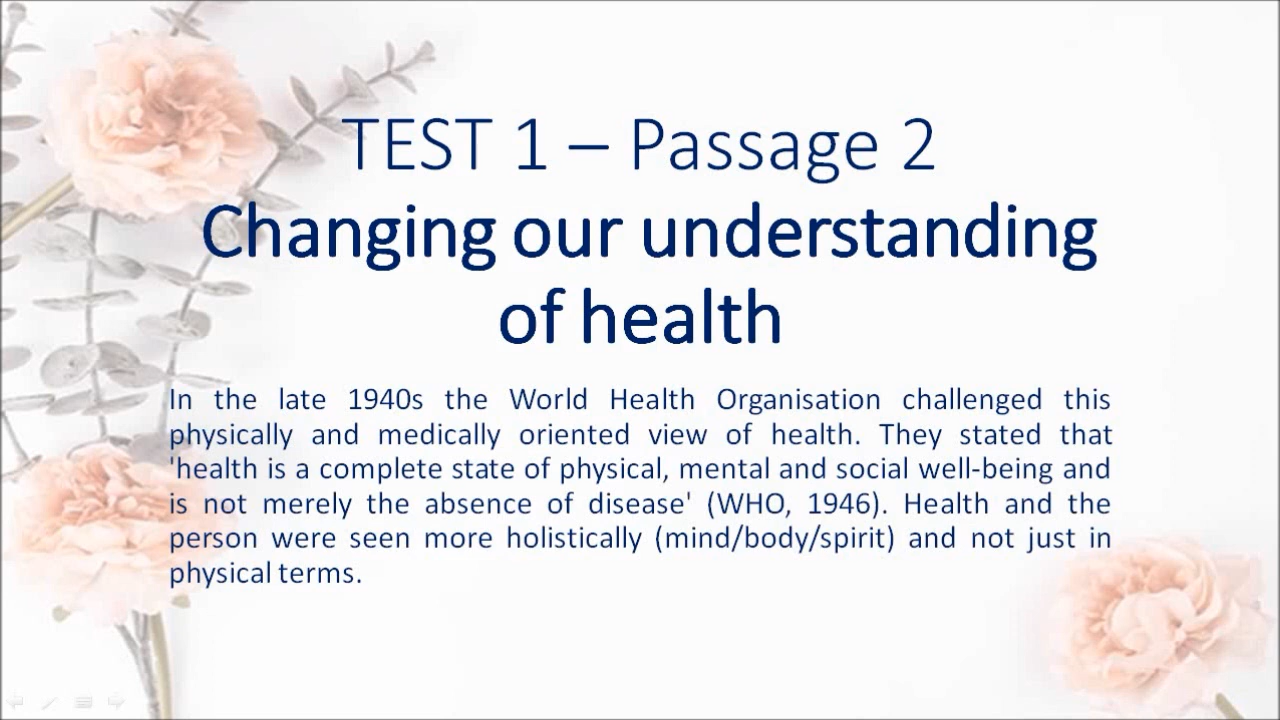 TEST 1 – Passage 2
Changing our understanding
of health
In the late 1940s the World Health Organisation challenged this
physically and medically oriented view of health. They stated that
'health is a complete state of physical, mental and social well-being and
is not merely the absence of disease' (WHO, 1946). Health and the
person were seen more holistically (mind/body/spirit) and not just in
physical terms.